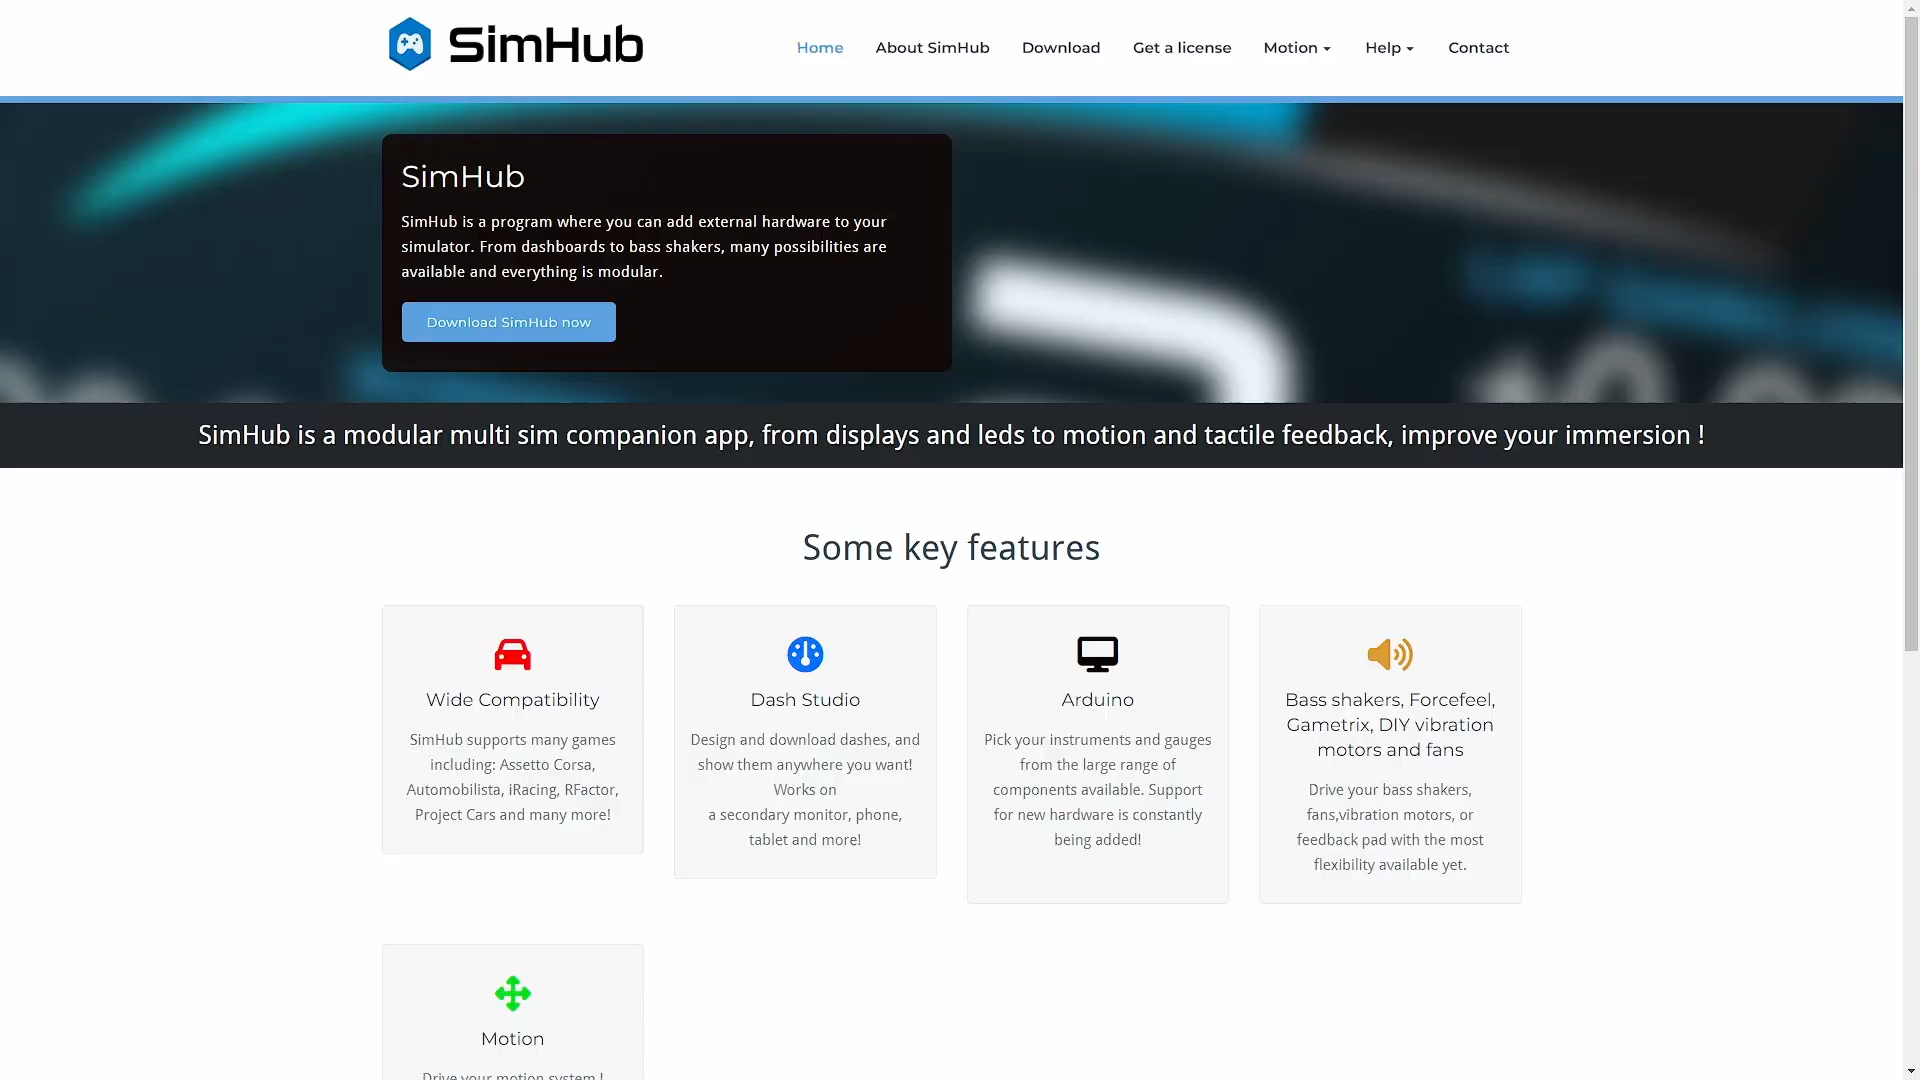 SimHub
Home
About SimHub
Download
Get a license
Motion
Help
Contact
SimHub
SimHub is a program where you can add external hardware to your
simulator. From dashboards to bass shakers, many possibilities are
available and everything is modular.
Download SimHub now
SimHub is a modular multi sim companion app, from displays and leds to motion and tactile feedback, improve your immersion !
Some key features
Wide Compatibility
SimHub supports many games
including: Assetto Corsa,
Automobilista, iRacing, RFactor,
Project Cars and many more!
Dash Studio
Design and download dashes, and
show them anywhere you want!
Works on
a secondary monitor, phone,
tablet and more!
Arduino
Pick your instruments and gauges
from the large range of
components available. Support
for new hardware is constantly
being added!
Bass shakers, Forcefeel,
Gametrix, DIY vibration
motors and fans
Drive your bass shakers,
fans,vibration motors, or
feedback pad with the most
flexibility available yet.
Motion
Drive your motion system !